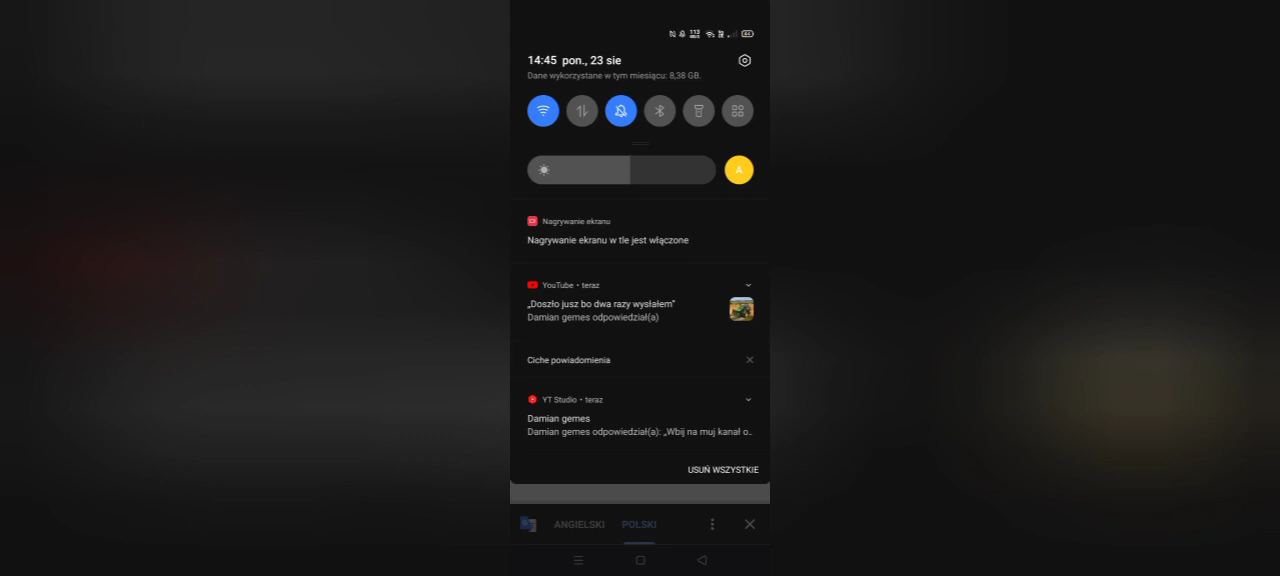 14:45 pon., 23 sie
Dane wykorzystane w tym miesiącu: 8,38 GB.
A
Nagrywanie ekranu
Nagrywanie ekranu w tle jest włączone
YouTube • teraz
„Doszło jusz bo dwa razy wysłałem”
Damian gemes odpowiedział(a)
Ciche powiadomienia
YT Studio • teraz
Damian gemes
Damian gemes odpowiedział(a): „Wbij na muj kanał o..
USUŃ WSZYSTKIE
ANGIELSKI POLSKI